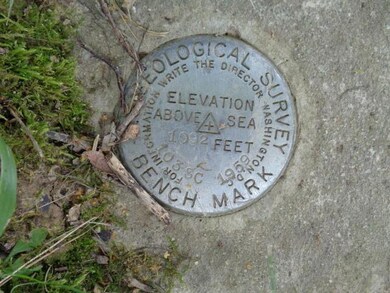 EOLOGICAL SURVEY
FOR INFORMATION WRITE THE DIRECTOR WASHINGTON D.C.
ELEVATION
ABOVE SEA
FEET
1959
BENCH MARK